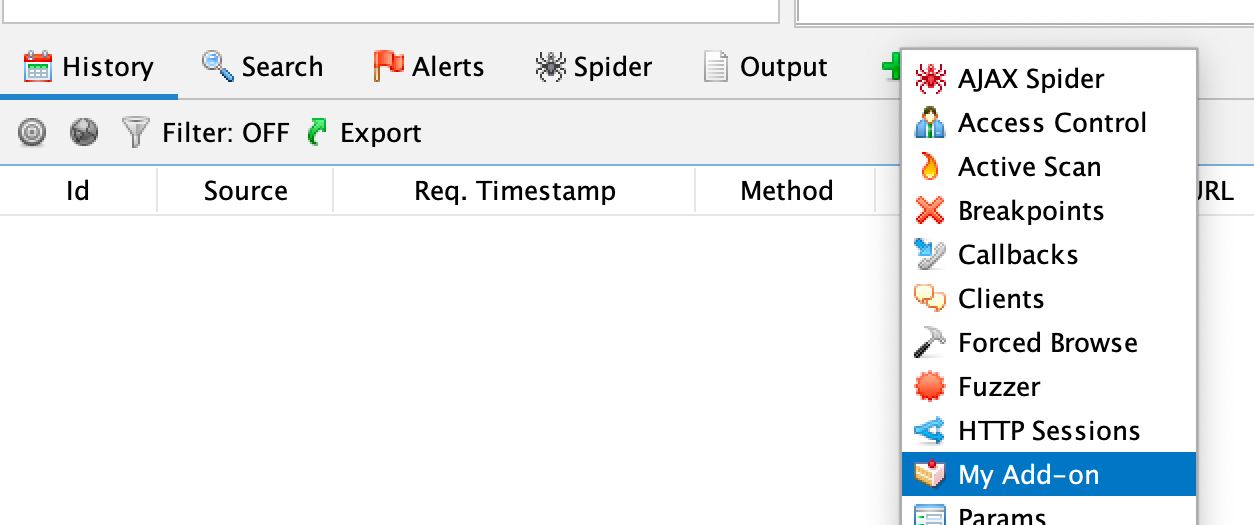 History Search Alerts Spider Output
Filter: OFF Export
Id Source Req. Timestamp Method
AJAX Spider
Access Control
Active Scan
Breakpoints
Callbacks
Clients
Forced Browse
Fuzzer
HTTP Sessions
My Add-on
Params